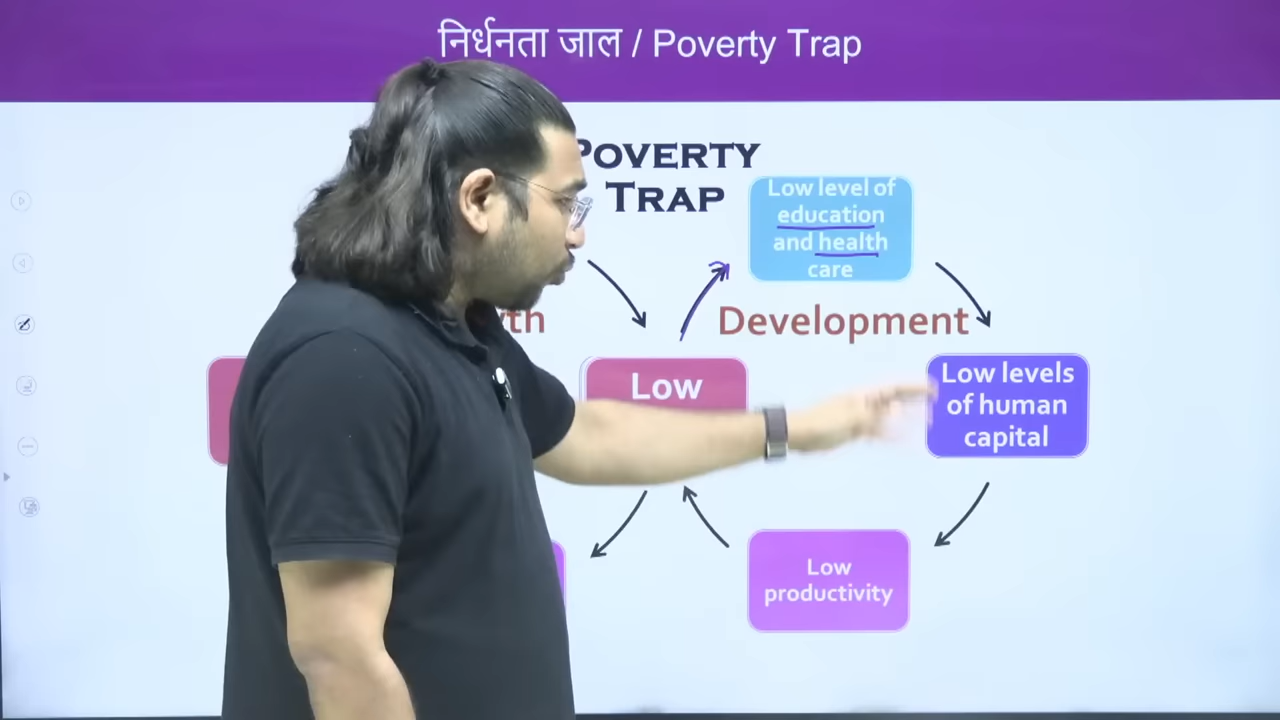 निर्धनता जाल / Poverty Trap
POVERTY
TRAP
Low level of
education
and health
care
Development
Low
Low levels
of human
capital
Low
productivity